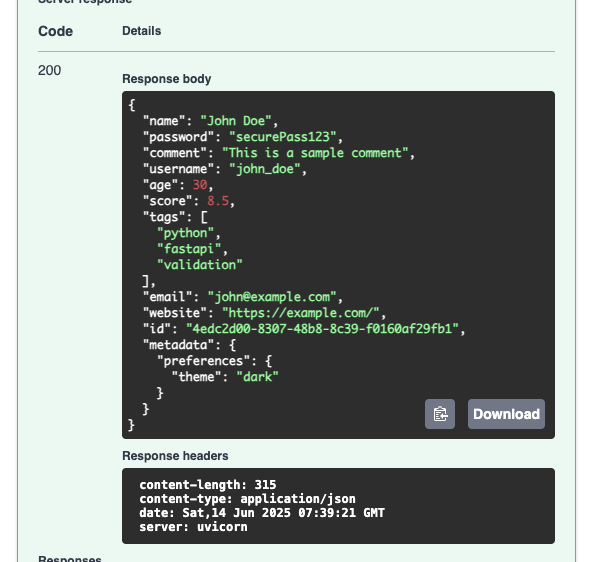 Server response
Code Details
200
Response body
{
  "name": "John Doe",
  "password": "securePass123",
  "comment": "This is a sample comment",
  "username": "john_doe",
  "age": 30,
  "score": 8.5,
  "tags": [
    "python",
    "fastapi",
    "validation"
  ],
  "email": "john@example.com",
  "website": "https://example.com/",
  "id": "4edc2d00-8307-48b8-8c39-f0160af29fb1",
  "metadata": {
    "preferences": {
      "theme": "dark"
    }
  }
}
Download
Response headers
content-length: 315
content-type: application/json
date: Sat,14 Jun 2025 07:39:21 GMT
server: uvicorn
Responses